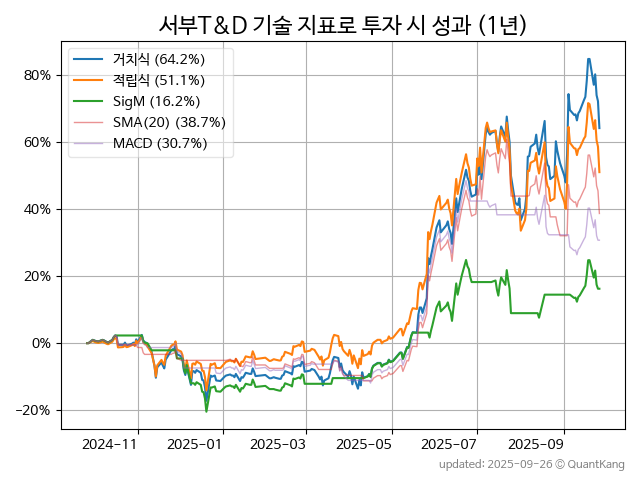 서부T&D 기술 지표로 투자 시 성과 (1년)
거치식 (64.2%)
적립식 (51.1%)
SigM (16.2%)
SMA(20) (38.7%)
MACD (30.7%)
80%
60%
40%
20%
0%
−20%
2024-11 2025-01 2025-03 2025-05 2025-07 2025-09
updated: 2025-09-26 © QuantKang